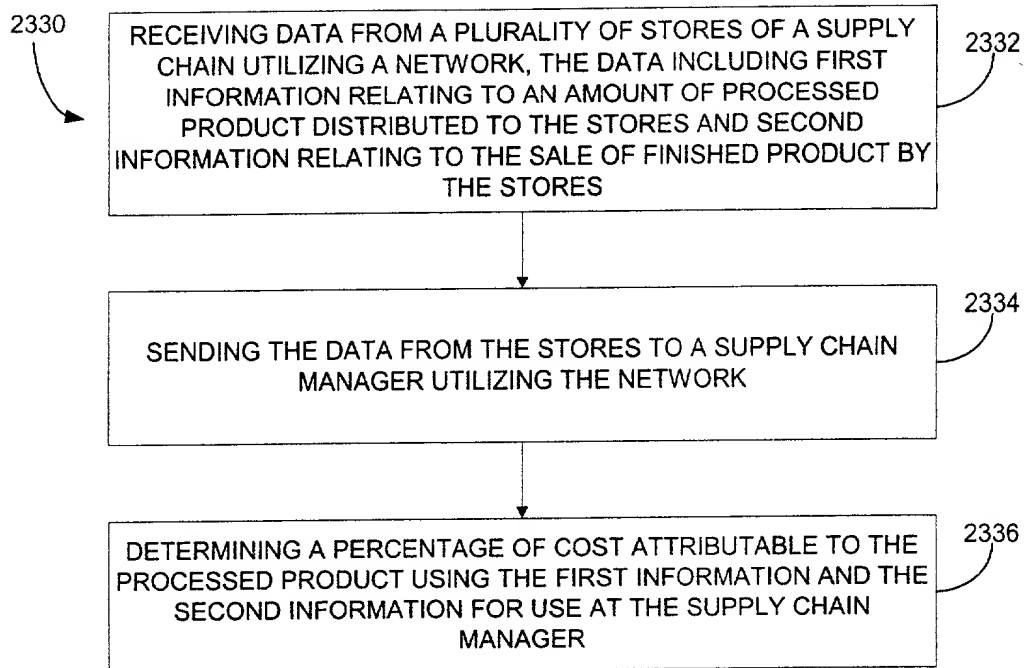 2330
RECEIVING DATA FROM A PLURALITY OF STORES OF A SUPPLY
CHAIN UTILIZING A NETWORK, THE DATA INCLUDING FIRST
INFORMATION RELATING TO AN AMOUNT OF PROCESSED
PRODUCT DISTRIBUTED TO THE STORES AND SECOND
INFORMATION RELATING TO THE SALE OF FINISHED PRODUCT BY
THE STORES
2332
SENDING THE DATA FROM THE STORES TO A SUPPLY CHAIN
MANAGER UTILIZING THE NETWORK
2334
DETERMINING A PERCENTAGE OF COST ATTRIBUTABLE TO THE
PROCESSED PRODUCT USING THE FIRST INFORMATION AND THE
SECOND INFORMATION FOR USE AT THE SUPPLY CHAIN
MANAGER
2336